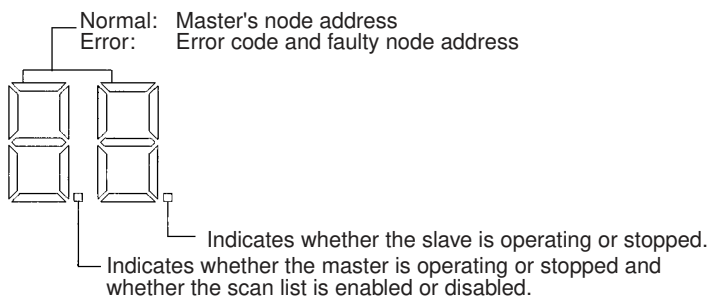 Normal: Master's node address
Error: Error code and faulty node address
Indicates whether the slave is operating or stopped.
Indicates whether the master is operating or stopped and
whether the scan list is enabled or disabled.